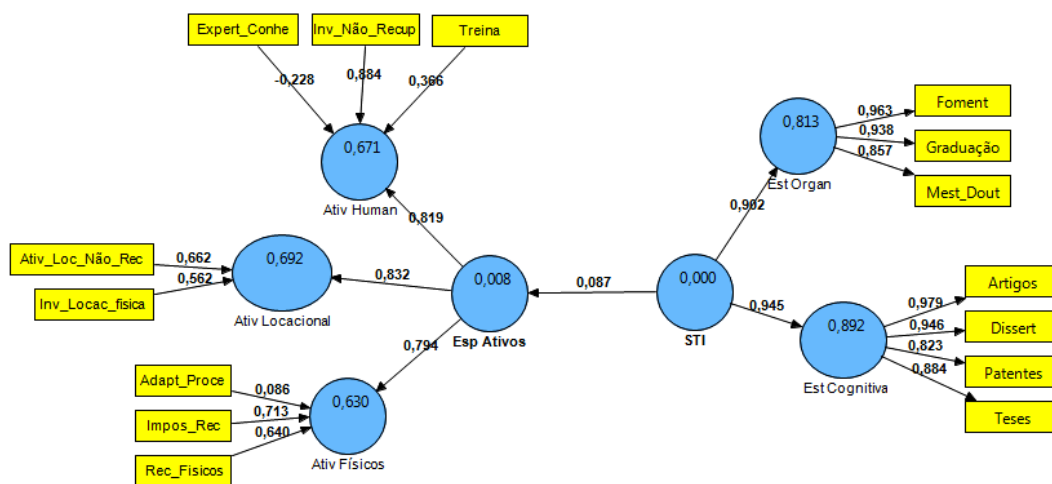 Expert_Conhe
Inv_Não_Recup
Treina
-0,228
0,884
0,366
0,671
Ativ Human
0,819
Ativ_Loc_Não_Rec
Inv_Locac_fisica
0,662
0,562
0,692
Ativ Locacional
0,832
0,008
Esp Ativos
0,794
Adapt_Proce
Impos_Rec
Rec_Fisicos
0,086
0,713
0,640
0,630
Ativ Físicos
0,087
0,000
STI
0,902
0,813
Est Organ
0,963
0,938
0,857
Foment
Graduação
Mest_Dout
0,945
0,892
Est Cognitiva
0,979
0,946
0,823
0,884
Artigos
Dissert
Patentes
Teses